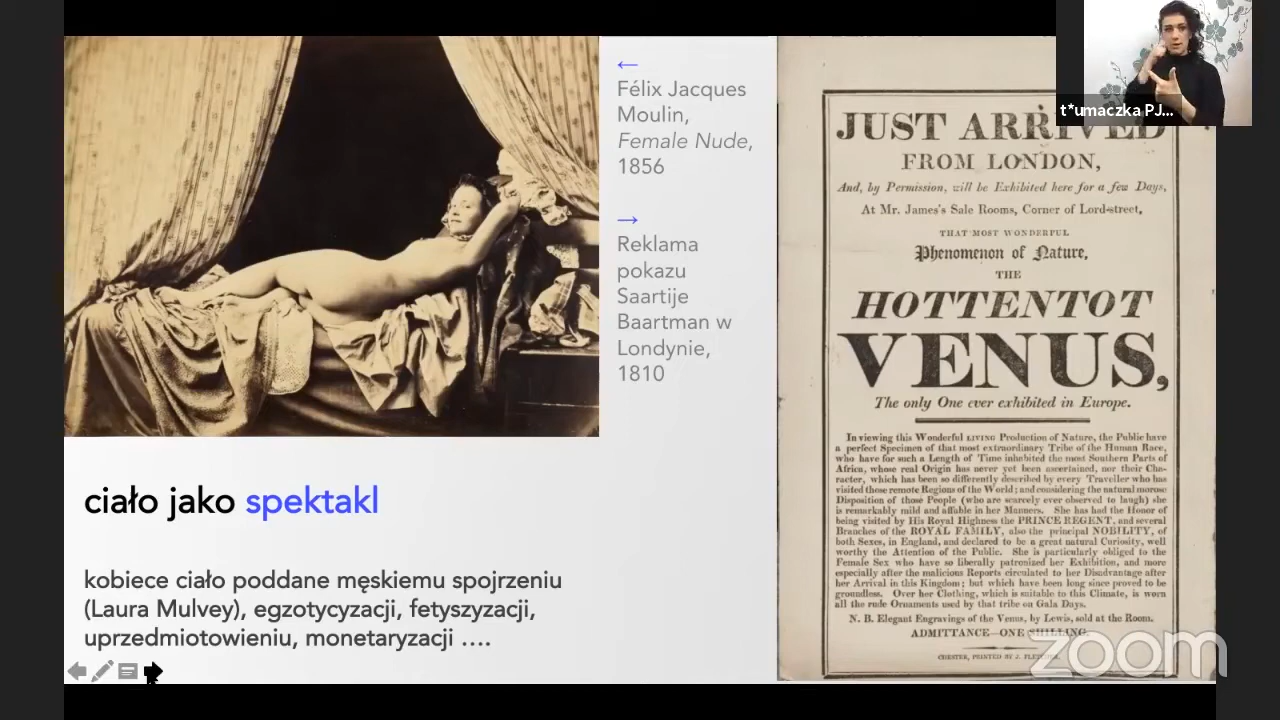 ←
Félix Jacques
Moulin,
Female Nude,
1856
→
Reklama
pokazu
Saartije
Baartman w
Londynie,
1810
ciało jako spektakl
kobiece ciało poddane męskiemu spojrzeniu
(Laura Mulvey), egzotycyzacji, fetyszyzacji,
uprzedmiotowieniu, monetaryzacji ....
t*umaczka PJ...
JUST ARRIVED
FROM LONDON,
And, by Permission, will be Exhibited here for a few Days,
At Mr. James's Sale Rooms, Corner of Lord-street,
THAT MOST WONDERFUL
Phenomenon of Nature,
THE
HOTTENTOT
VENUS,
The only One ever exhibited in Europe.
In viewing this Wonderful LIVING Production of Nature, the Public have
a perfect Specimen of that most extraordinary Tribe of the Human Race,
who have for such a Length of Time inhabited the most Southern Parts of
Africa, whose real Origin has never yet been ascertained, nor their Cha-
racter, which has been so differently described by every Traveller who has
visited those remote Regions of the World; and considering the natural morose
Disposition of those People (who are scarcely ever observed to laugh) she
is remarkably mild and affable in her Manners. She has had the Honor of
being visited by His Royal Highness the PRINCE REGENT, and several
Branches of the ROYAL FAMILY, also the principal NOBILITY, of
both Sexes, in England, and declared to be a great natural Curiosity, well
worthy the Attention of the Public. She is particularly obliged to the
Female Sex who have so liberally patronized her Exhibition, and more
especially after the malicious Reports circulated to her Disadvantage after
her Arrival in this Kingdom; but which have been long since proved to be
groundless. Over her Clothing, which is suitable to this Climate, is worn
all the rude Ornaments used by that tribe on Gala Days.
N. B. Elegant Engravings of the Venus, by Lewis, sold at the Room.
ADMITTANCE—ONE SHILLING.
CHESTER, PRINTED BY J.
zoom